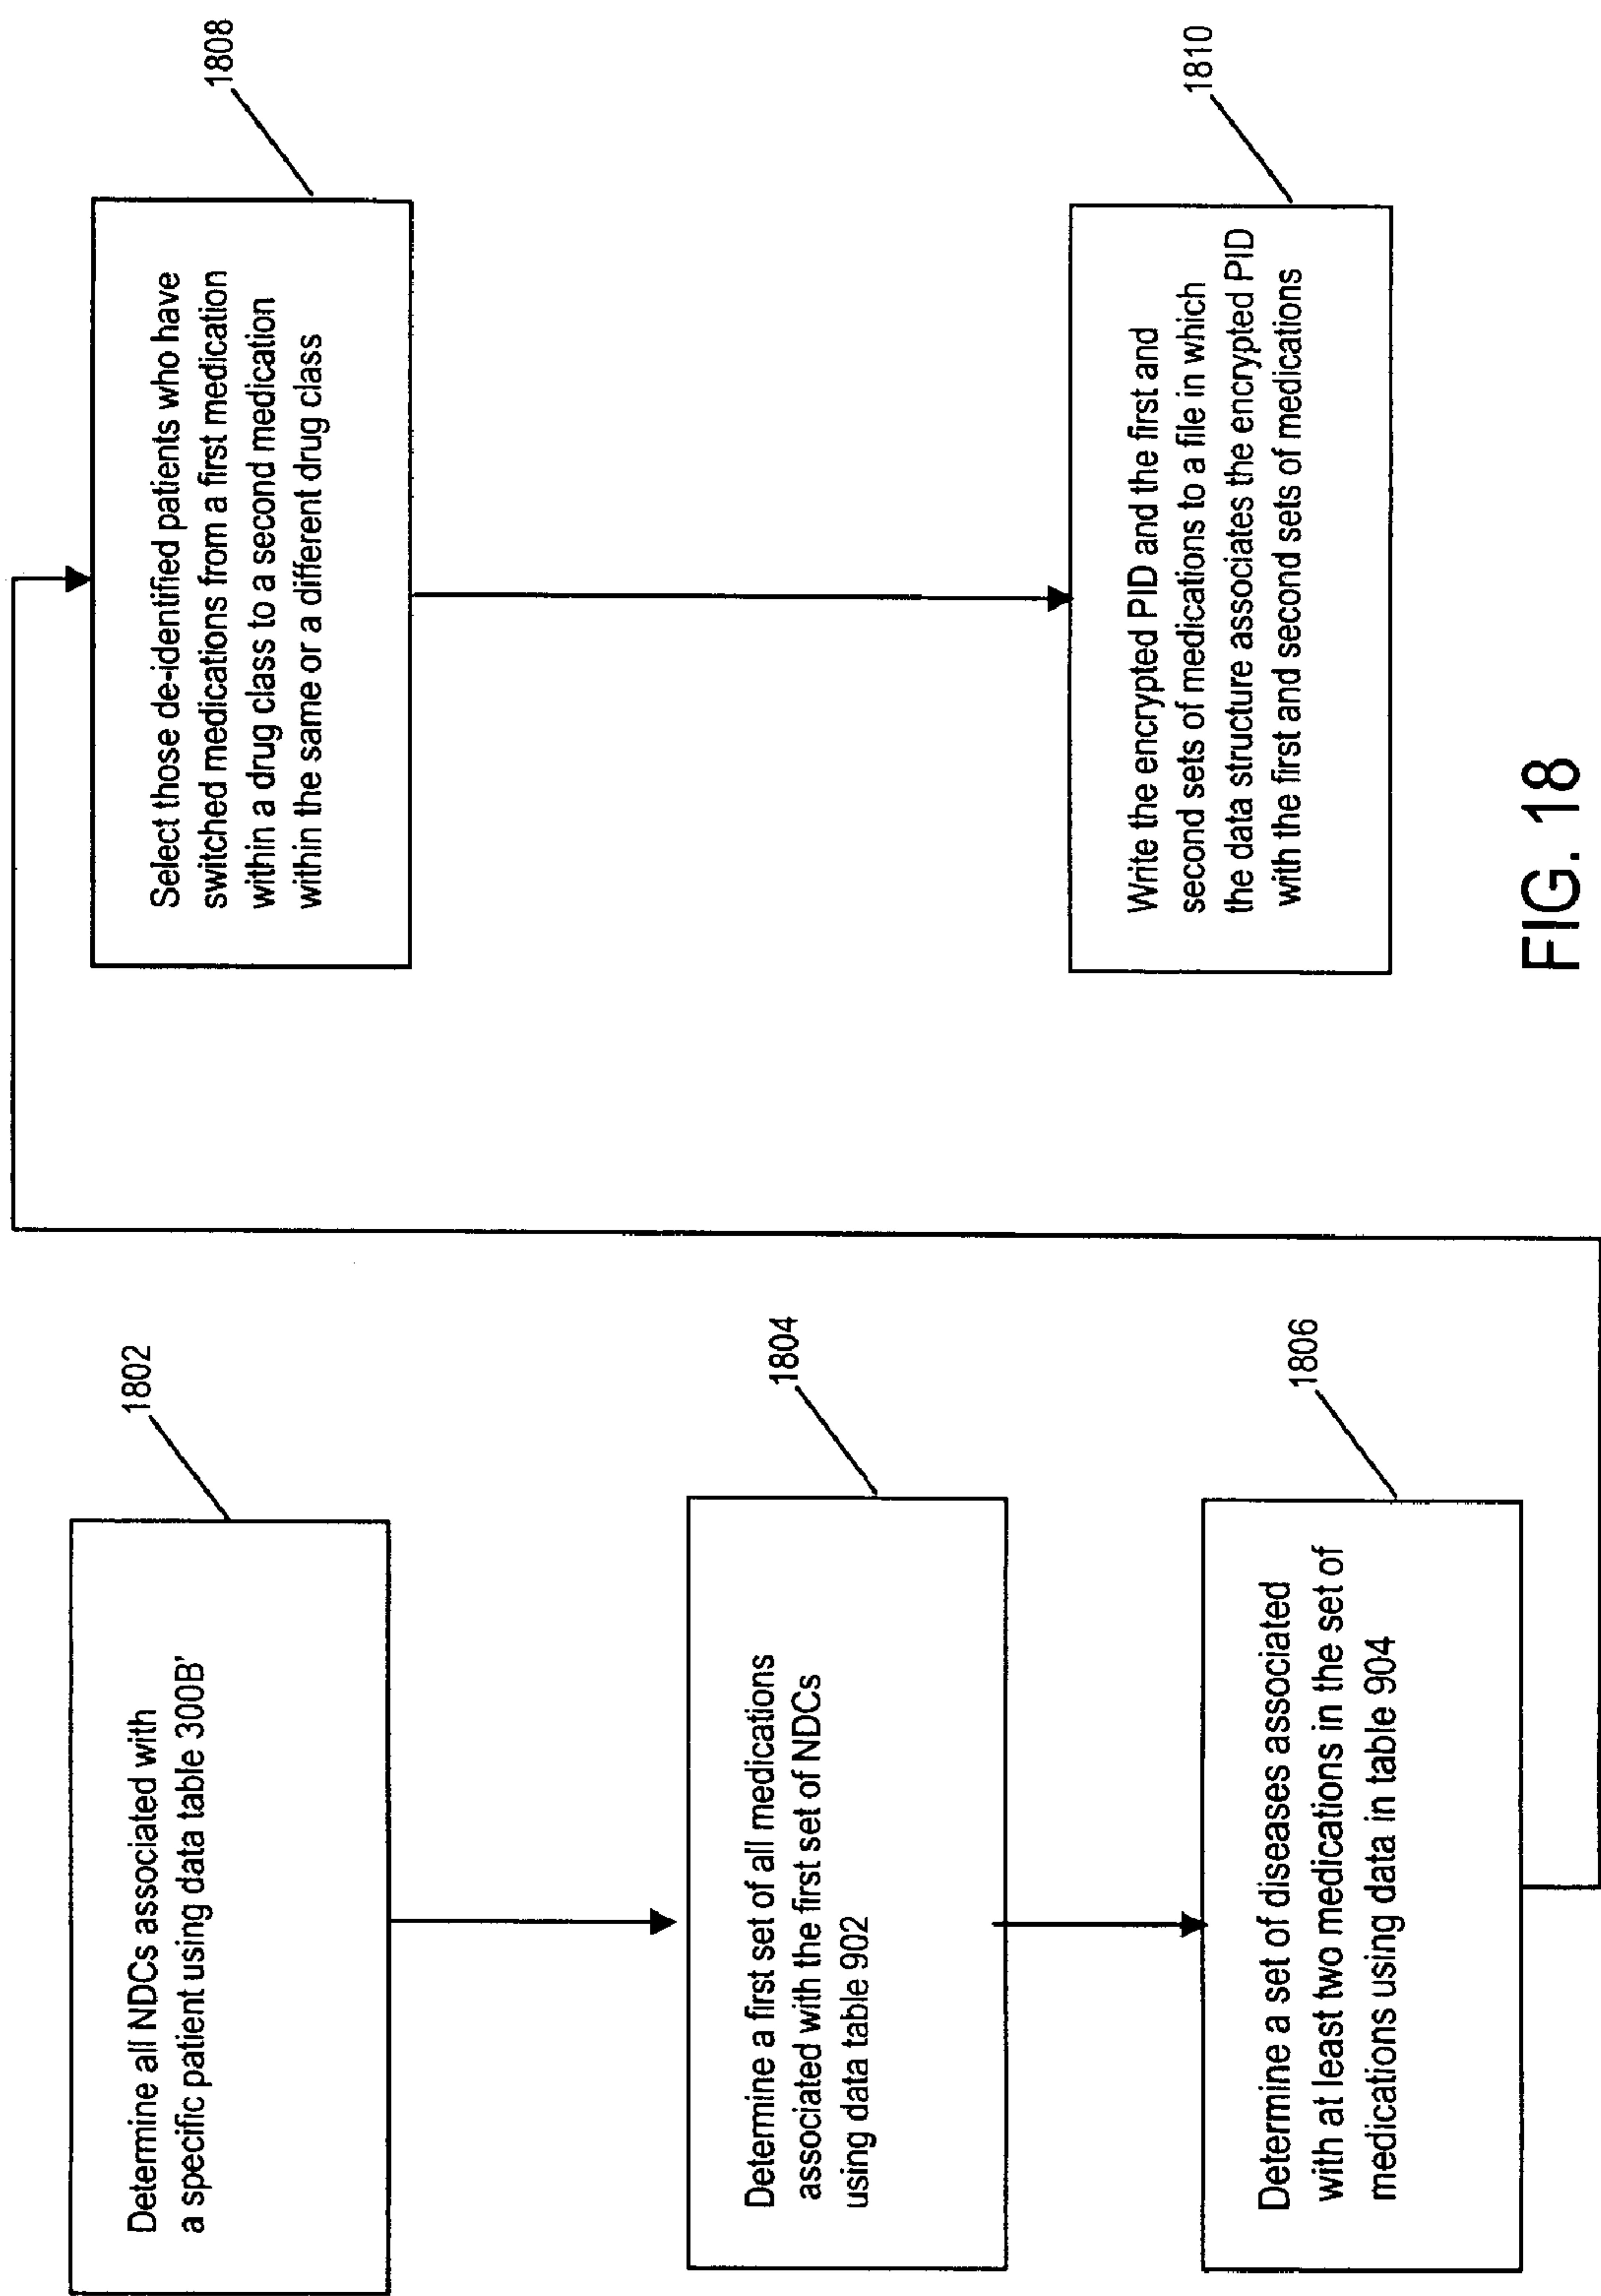 1802
Determine all NDCs associated with
a specific patient using data table 300B'
1804
Determine a first set of all medications
associated with the first set of NDCs
using data table 902
1806
Determine a set of diseases associated
with at least two medications in the set of
medications using data in table 904
1808
Select those de-identified patients who have
switched medications from a first medication
within a drug class to a second medication
within the same or a different drug class
1810
Write the encrypted PID and the first and
second sets of medications to a file in which
the data structure associates the encrypted PID
with the first and second sets of medications
FIG. 18